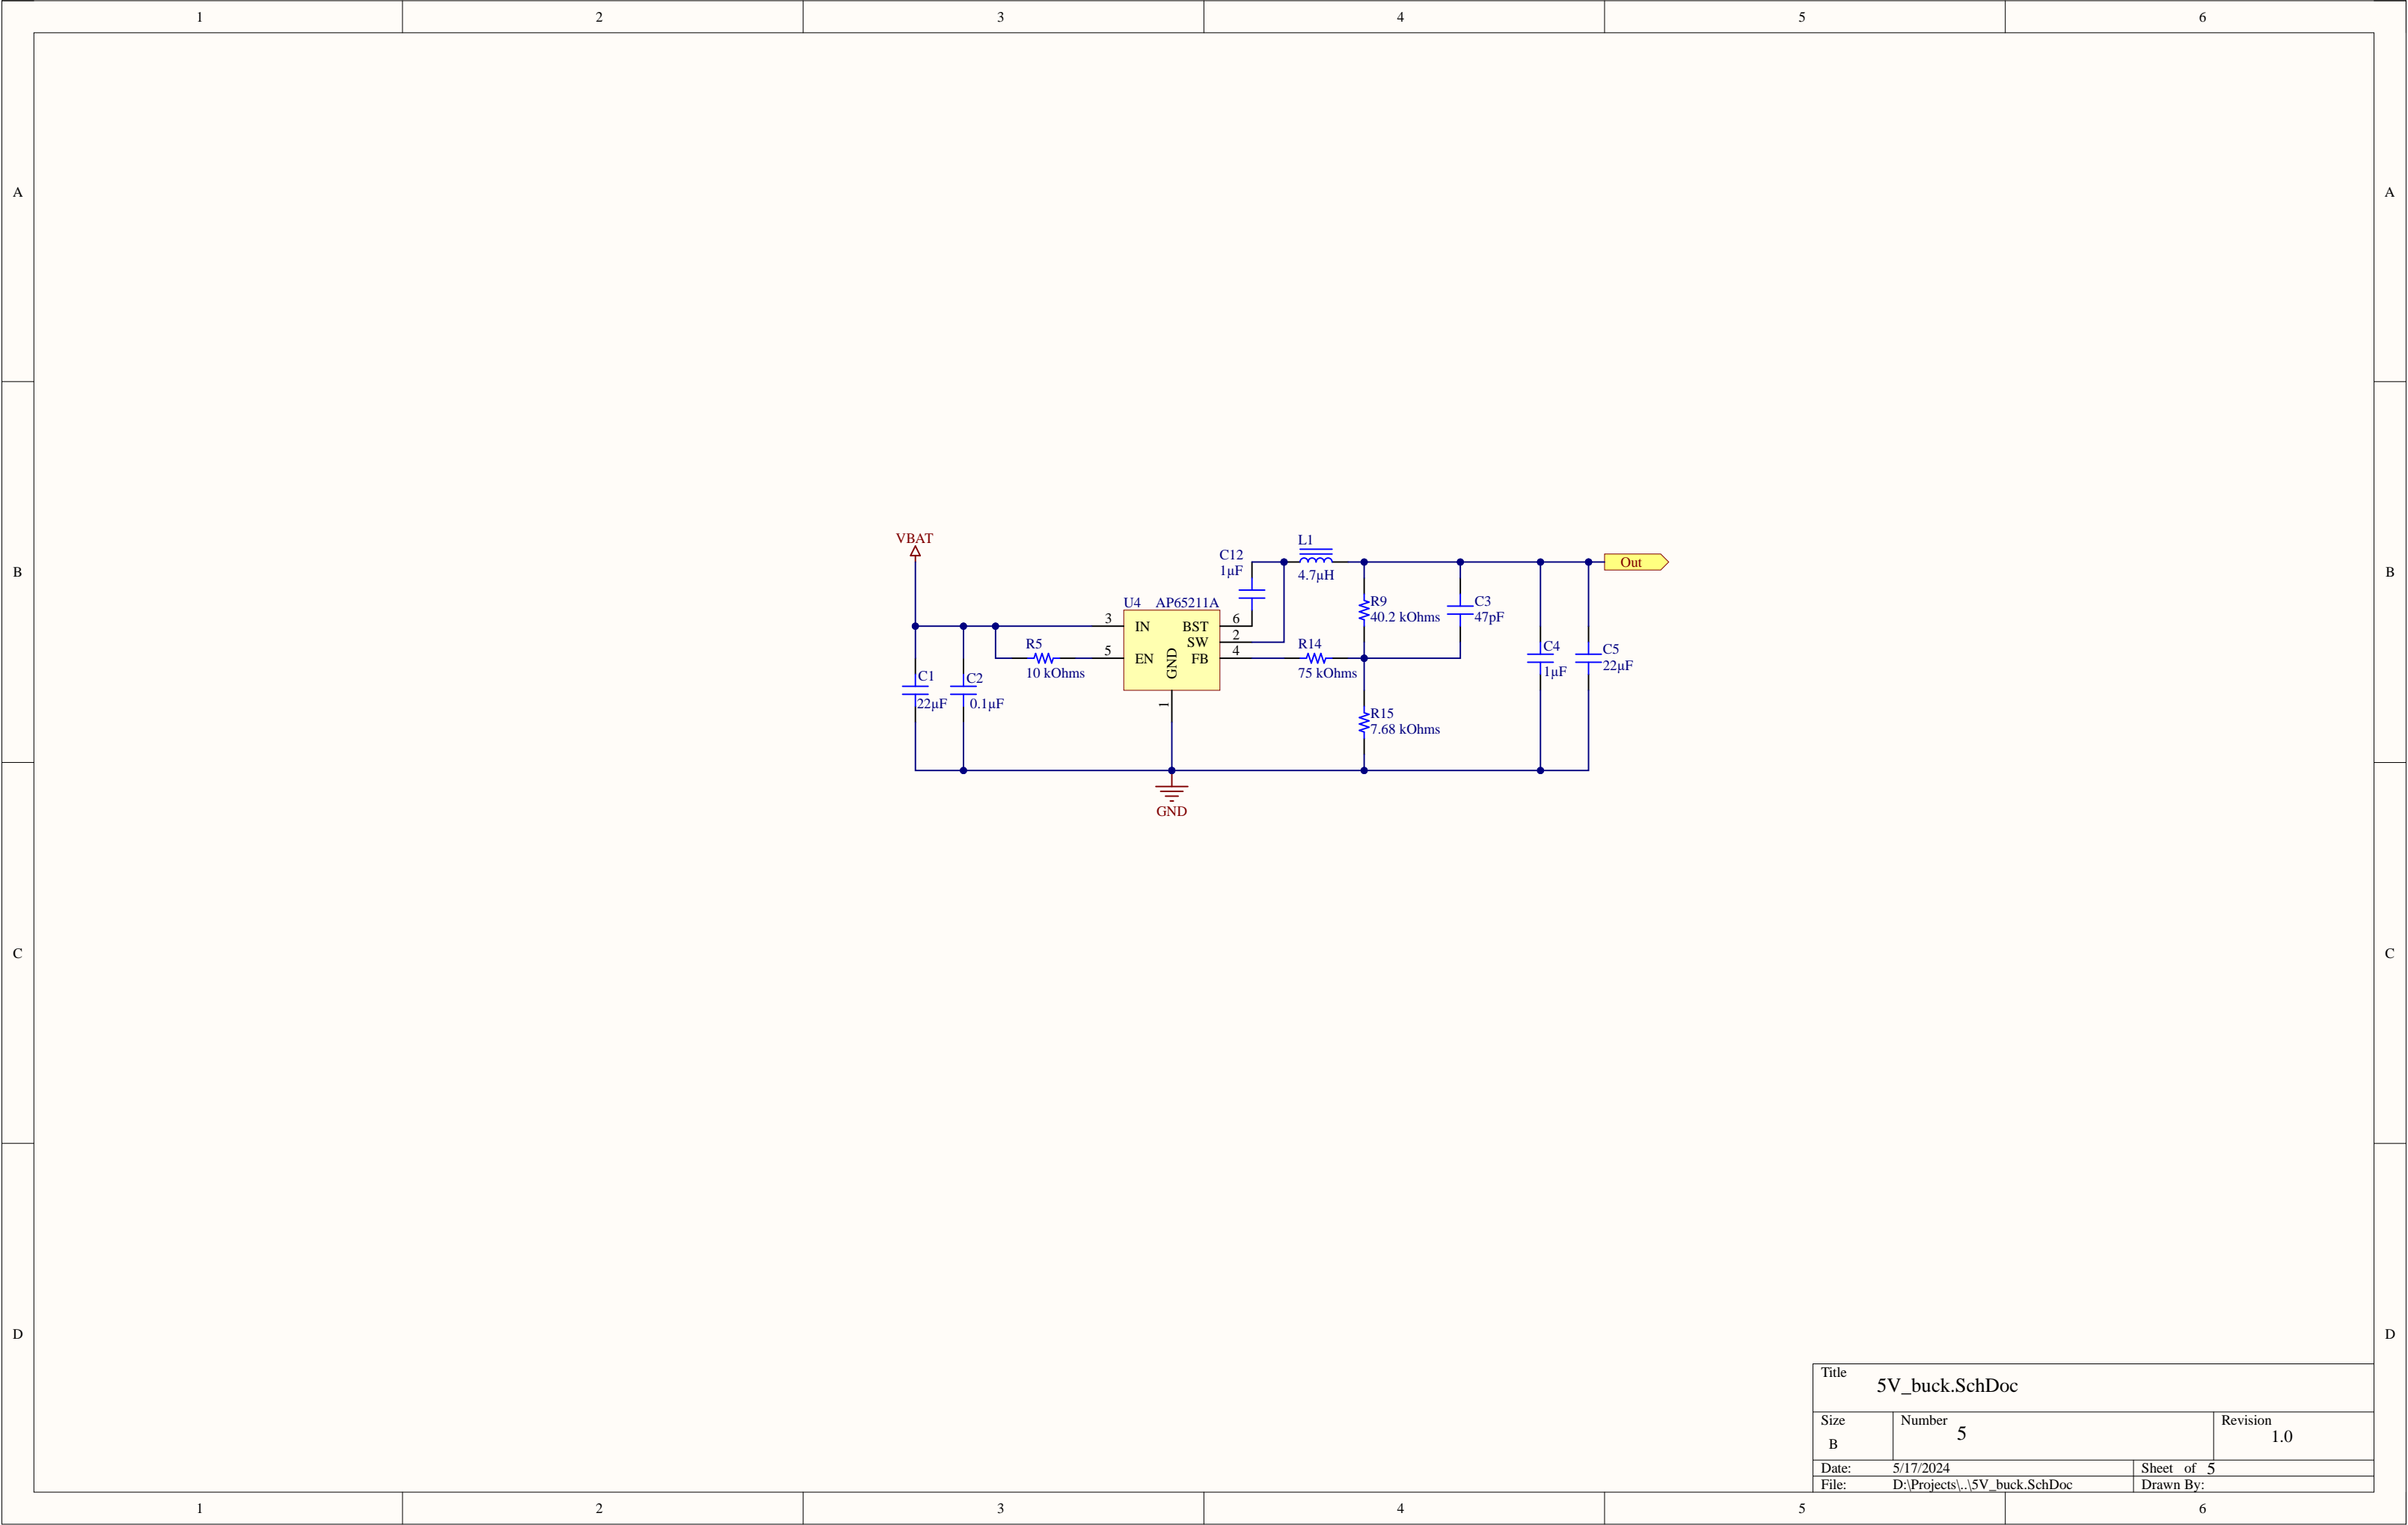 1 2 3 4 5 6
A A
VBAT
L1
C12
1µF
4.7µH
Out
B B
U4 AP65211A
R9
40.2 kOhms
C3
47pF
3 IN BST 6
SW 2
5 EN GND FB 4
R5
10 kOhms
R14
75 kOhms
C4
1µF
C5
22µF
C1
22µF
C2
0.1µF
1
R15
7.68 kOhms
GND
C C
D D
Title
5V_buck.SchDoc
Size
B
Number
5
Revision
1.0
Date: 5/17/2024 Sheet of 5
File: D:\Projects\..\5V_buck.SchDoc Drawn By:
1 2 3 4 5 6